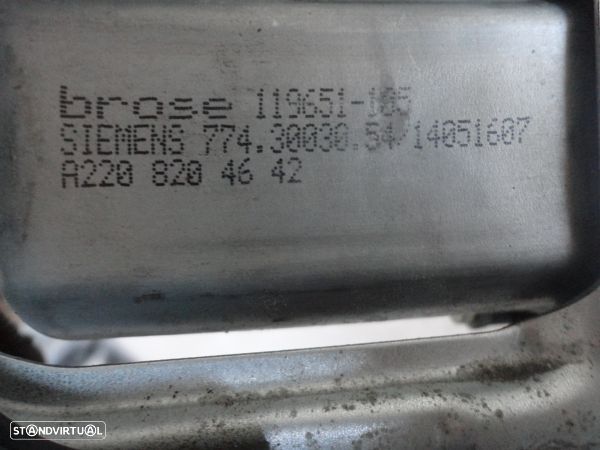 brose 119651-105
SIEMENS 774.30030.54 14051607
A220 820 46 42
STANDVIRTUAL